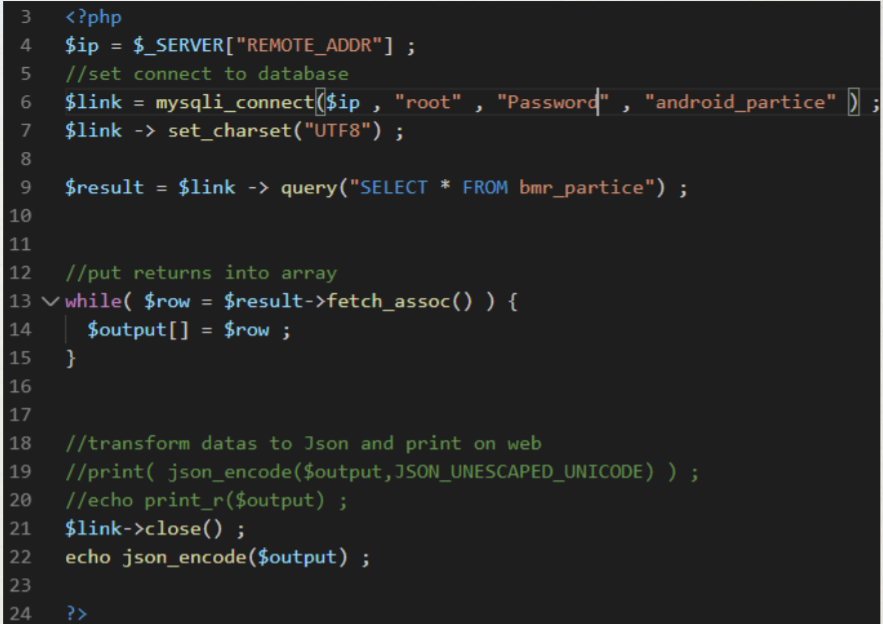 3 <?php
4 $ip = $_SERVER["REMOTE_ADDR"] ;
5 //set connect to database
6 $link = mysqli_connect($ip , "root" , "Password" , "android_partice" ) ;
7 $link -> set_charset("UTF8") ;
8
9 $result = $link -> query("SELECT * FROM bmr_partice") ;
10
11
12 //put returns into array
13 while( $row = $result->fetch_assoc() ) {
14 $output[] = $row ;
15 }
16
17
18 //transform datas to Json and print on web
19 //print( json_encode($output,JSON_UNESCAPED_UNICODE) ) ;
20 //echo print_r($output) ;
21 $link->close() ;
22 echo json_encode($output) ;
23
24 ?>